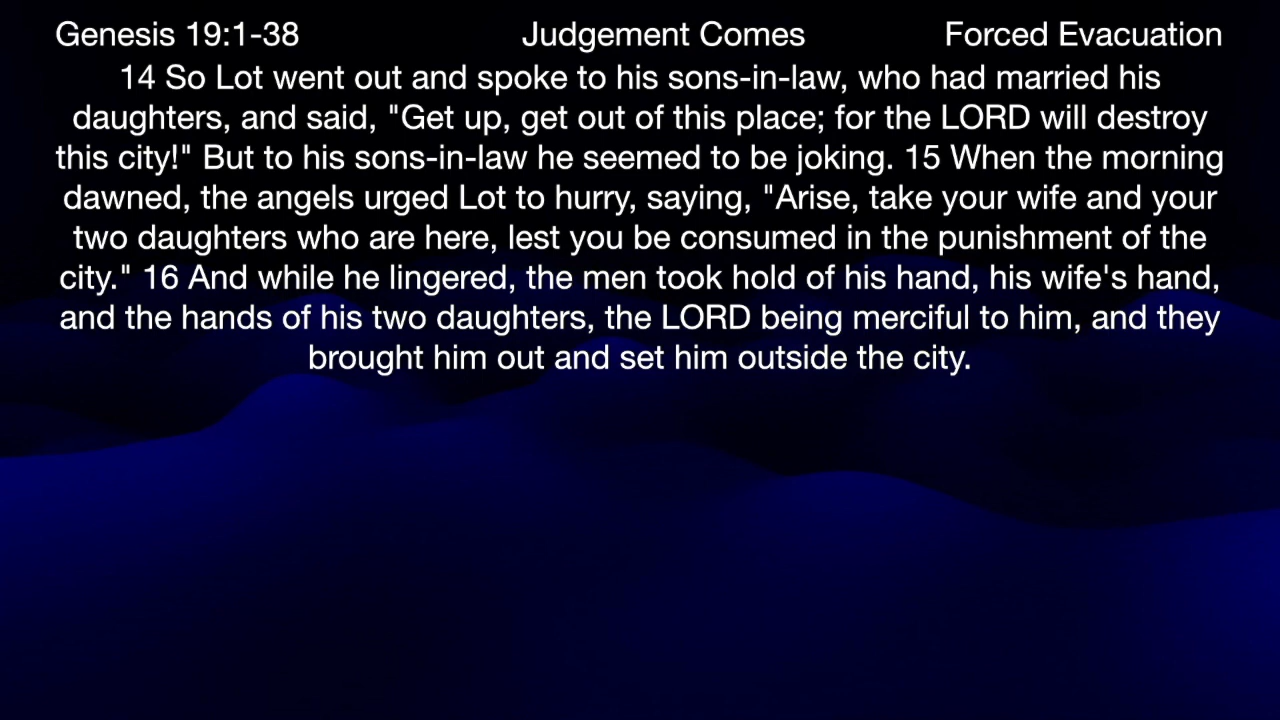 Genesis 19:1-38 Judgement Comes Forced Evacuation
14 So Lot went out and spoke to his sons-in-law, who had married his
daughters, and said, "Get up, get out of this place; for the LORD will destroy
this city!" But to his sons-in-law he seemed to be joking. 15 When the morning
dawned, the angels urged Lot to hurry, saying, "Arise, take your wife and your
two daughters who are here, lest you be consumed in the punishment of the
city." 16 And while he lingered, the men took hold of his hand, his wife's hand,
and the hands of his two daughters, the LORD being merciful to him, and they
brought him out and set him outside the city.